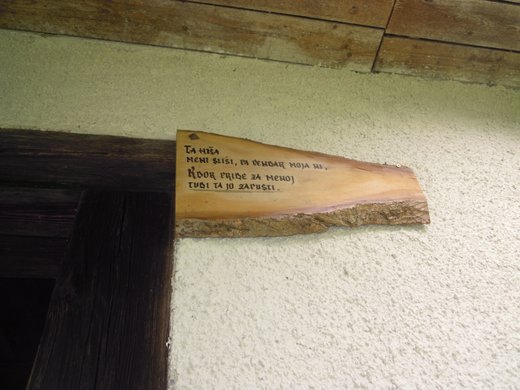 TA HIŠA
MENI SLIŠI, PA VENDAR MOJA NI,
KDOR PRIDE ZA MENOJ
TUDI TA JO ZAPUSTI.